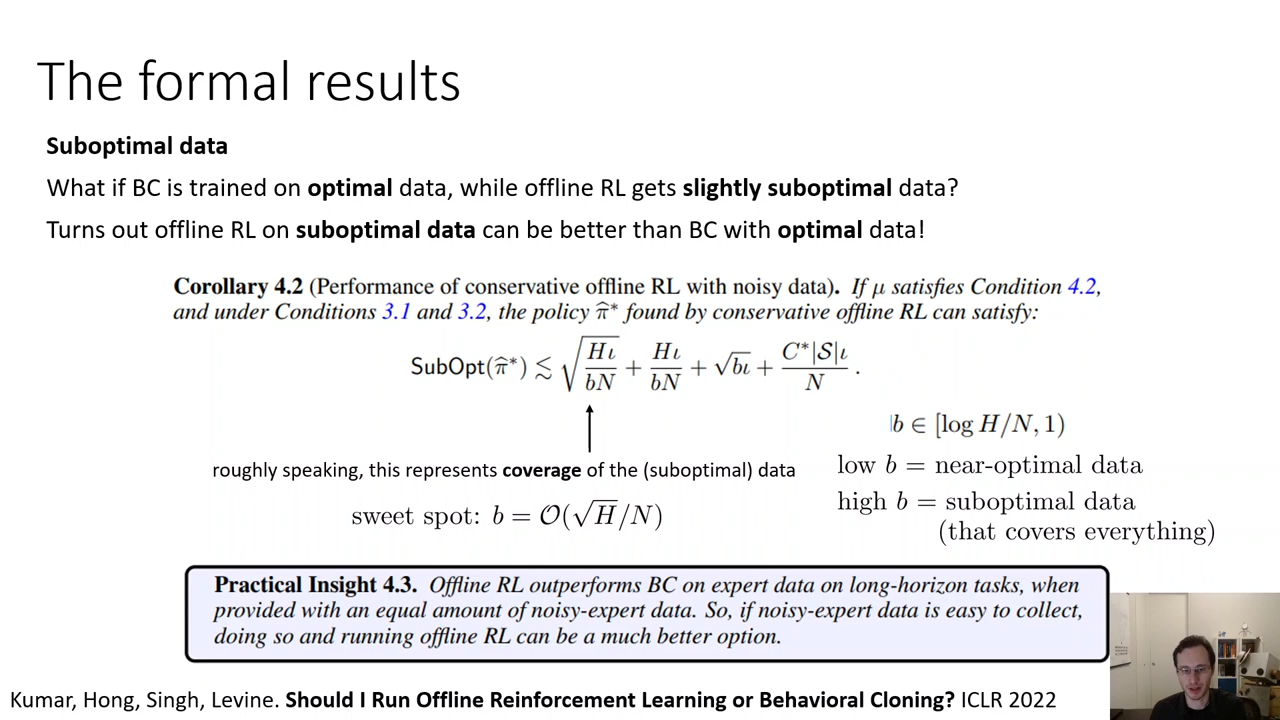 The formal results
Suboptimal data
What if BC is trained on optimal data, while offline RL gets slightly suboptimal data?
Turns out offline RL on suboptimal data can be better than BC with optimal data!
Corollary 4.2 (Performance of conservative offline RL with noisy data). If μ satisfies Condition 4.2,
and under Conditions 3.1 and 3.2, the policy π̂* found by conservative offline RL can satisfy:
SubOpt(π̂*) ≲ √(Hι/bN) + Hι/bN + √bι + C*|S|ι/N .
b ∈ [log H/N, 1)
roughly speaking, this represents coverage of the (suboptimal) data
low b = near-optimal data
high b = suboptimal data
(that covers everything)
sweet spot: b = O(√H/N)
Practical Insight 4.3. Offline RL outperforms BC on expert data on long-horizon tasks, when
provided with an equal amount of noisy-expert data. So, if noisy-expert data is easy to collect,
doing so and running offline RL can be a much better option.
Kumar, Hong, Singh, Levine. Should I Run Offline Reinforcement Learning or Behavioral Cloning? ICLR 2022